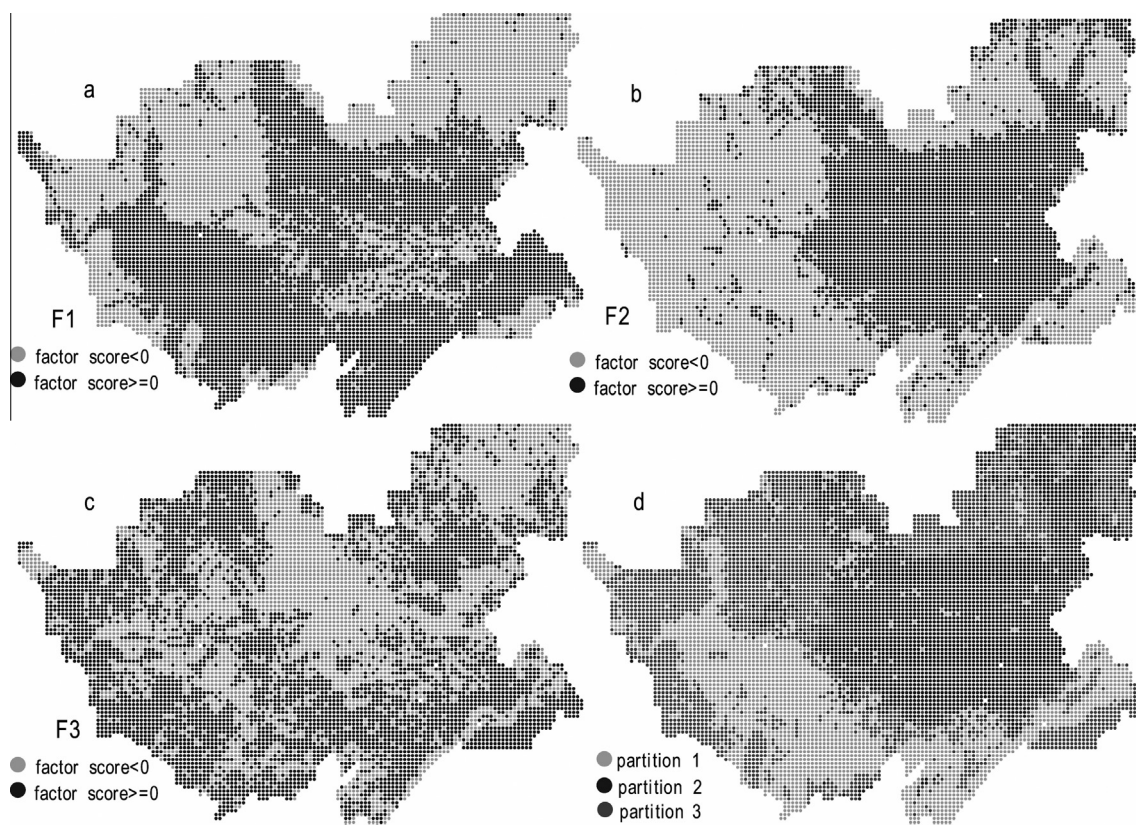 a
F1
factor score<0
factor score>=0
b
F2
factor score<0
factor score>=0
c
F3
factor score<0
factor score>=0
d
partition 1
partition 2
partition 3